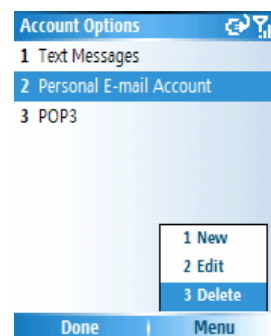 Account Options
1 Text Messages
2 Personal E-mail Account
3 POP3
1 New
2 Edit
3 Delete
Done Menu